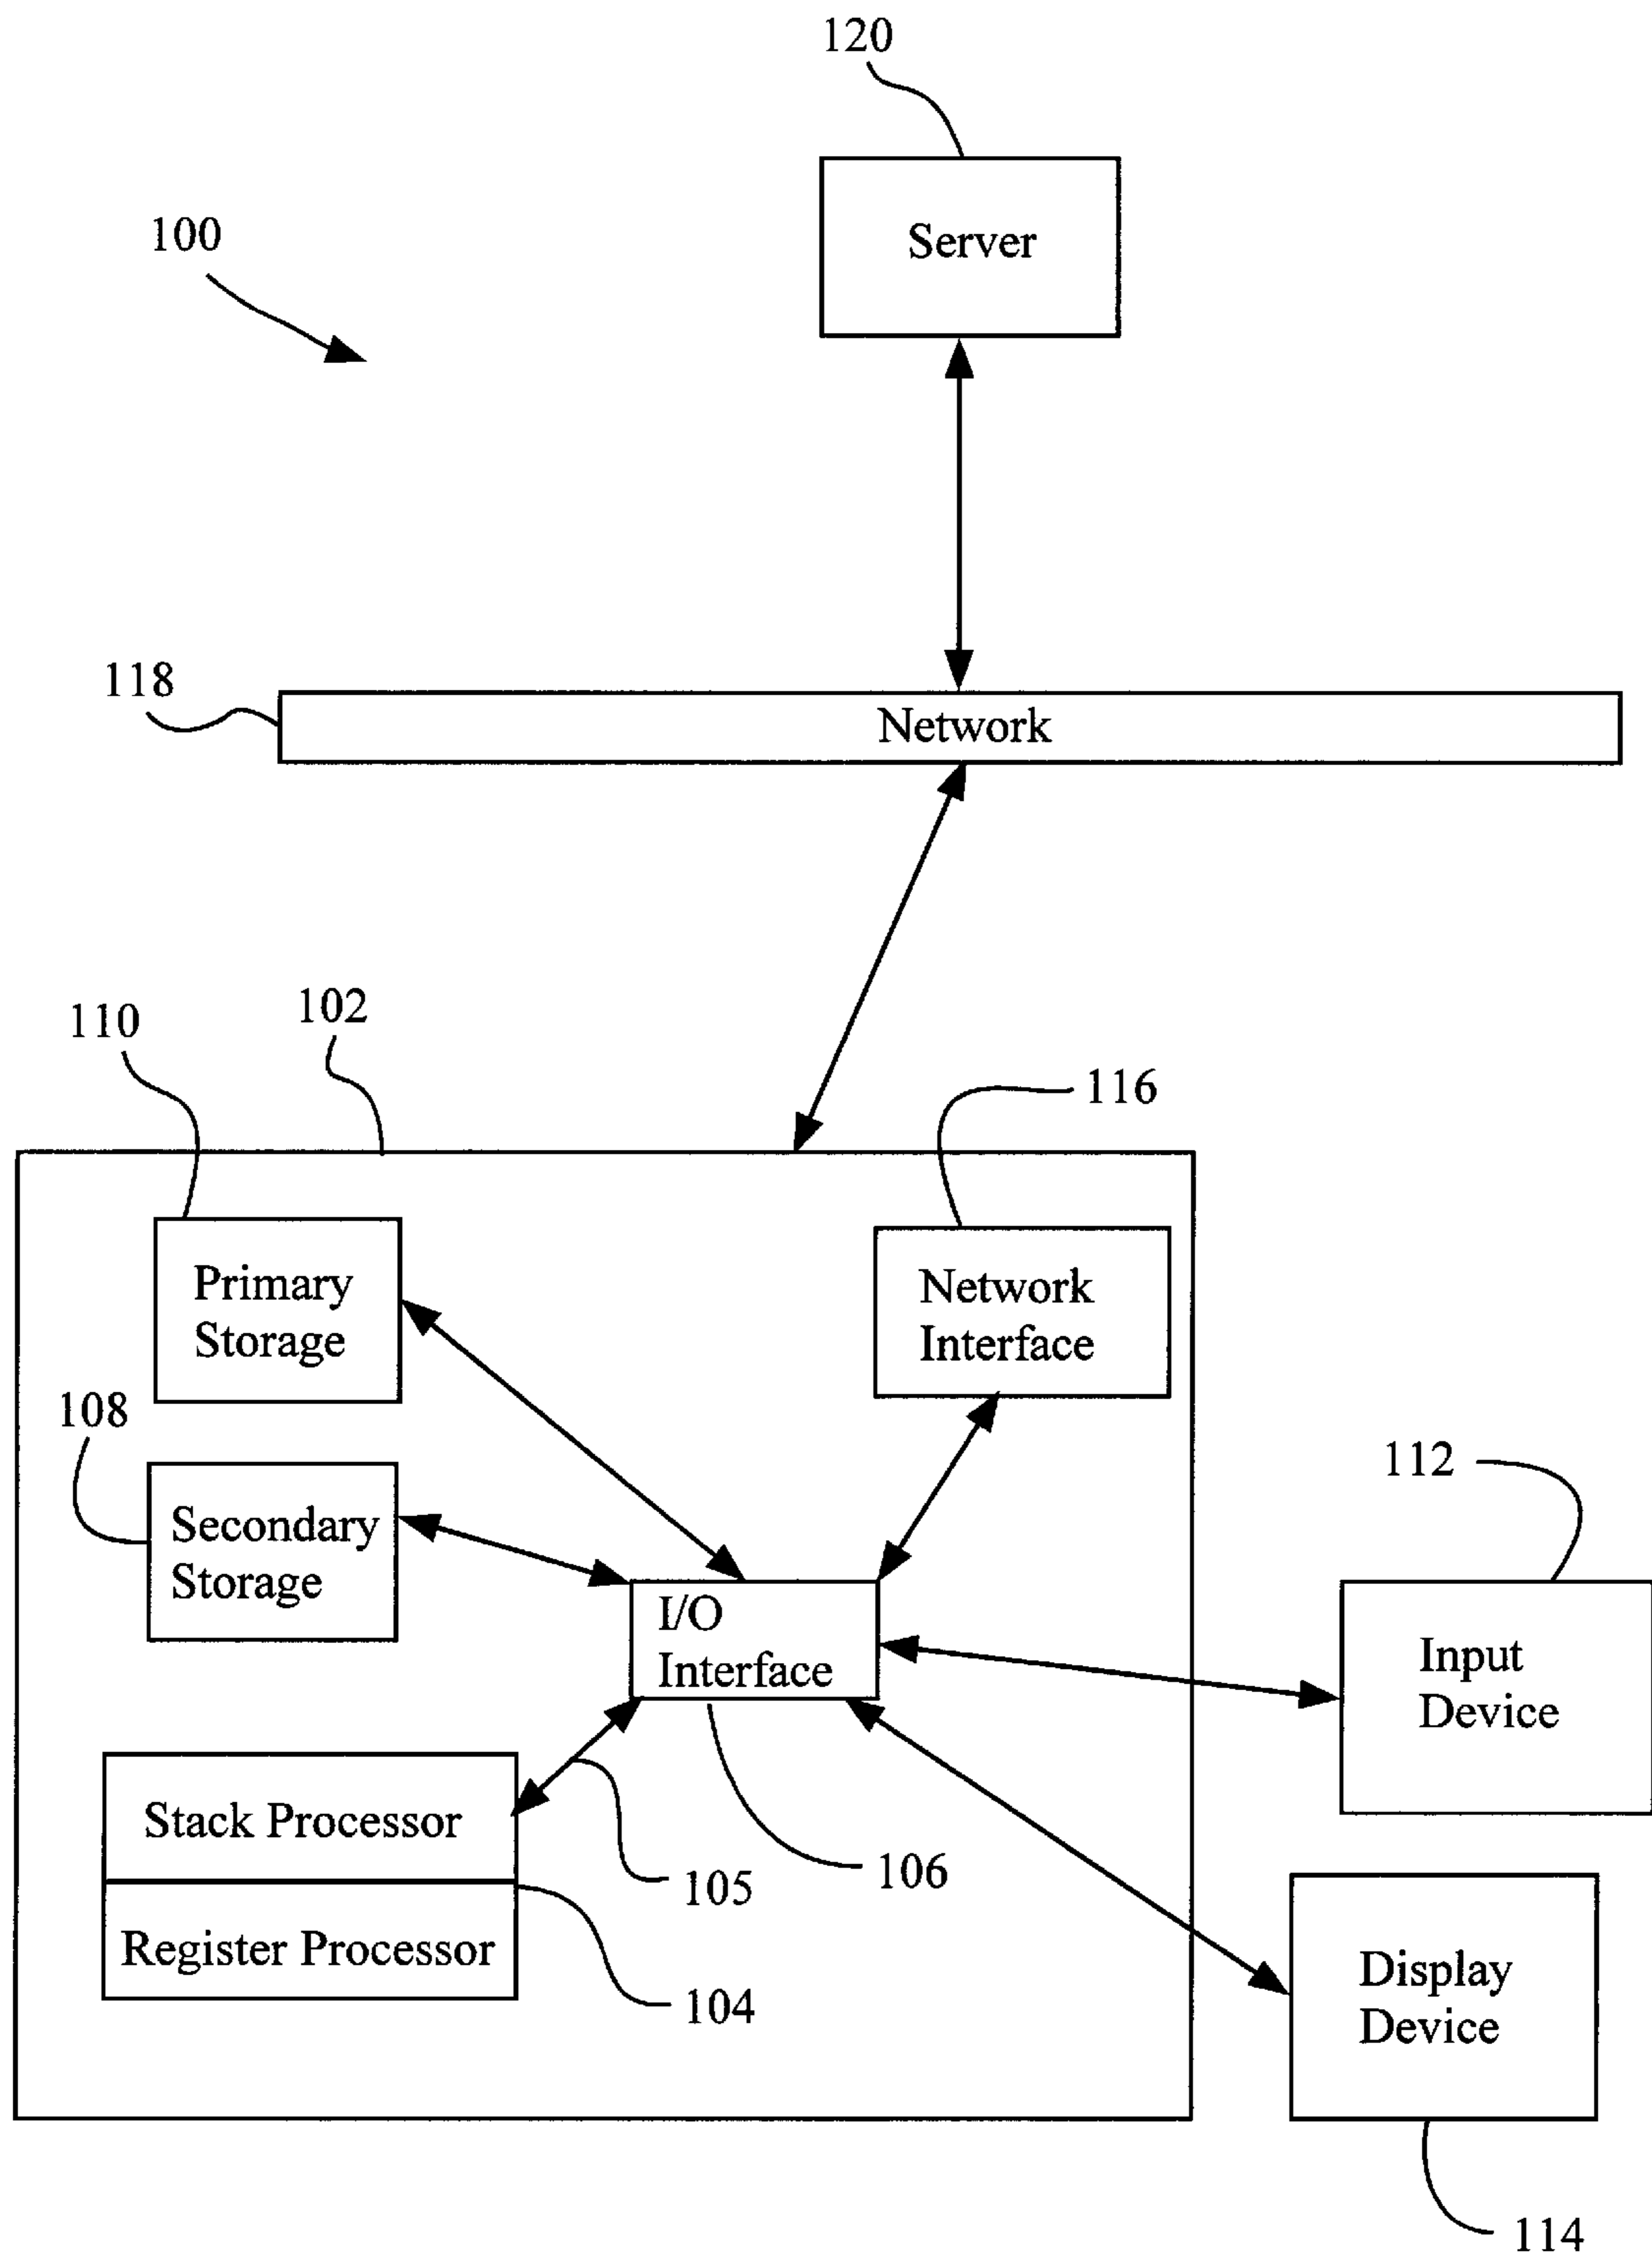 120
Server
100
118
Network
110
102
116
Primary
Storage
Network
Interface
108
112
Secondary
Storage
I/O
Interface
Input
Device
Stack Processor
105
106
Register Processor
104
Display
Device
114